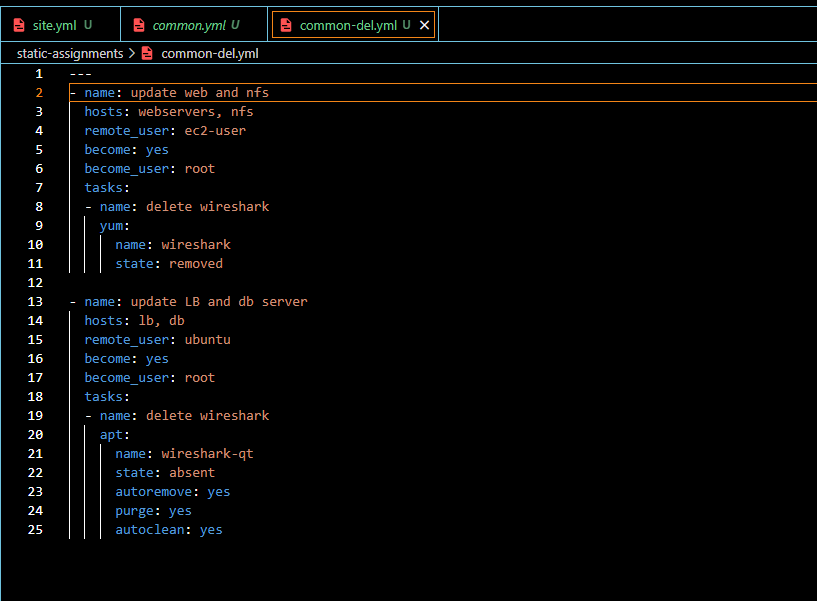 site.yml U common.yml U common-del.yml U
static-assignments > common-del.yml
1 ---
2 - name: update web and nfs
3   hosts: webservers, nfs
4   remote_user: ec2-user
5   become: yes
6   become_user: root
7   tasks:
8   - name: delete wireshark
9     yum:
10       name: wireshark
11       state: removed
12
13 - name: update LB and db server
14   hosts: lb, db
15   remote_user: ubuntu
16   become: yes
17   become_user: root
18   tasks:
19   - name: delete wireshark
20     apt:
21       name: wireshark-qt
22       state: absent
23       autoremove: yes
24       purge: yes
25       autoclean: yes